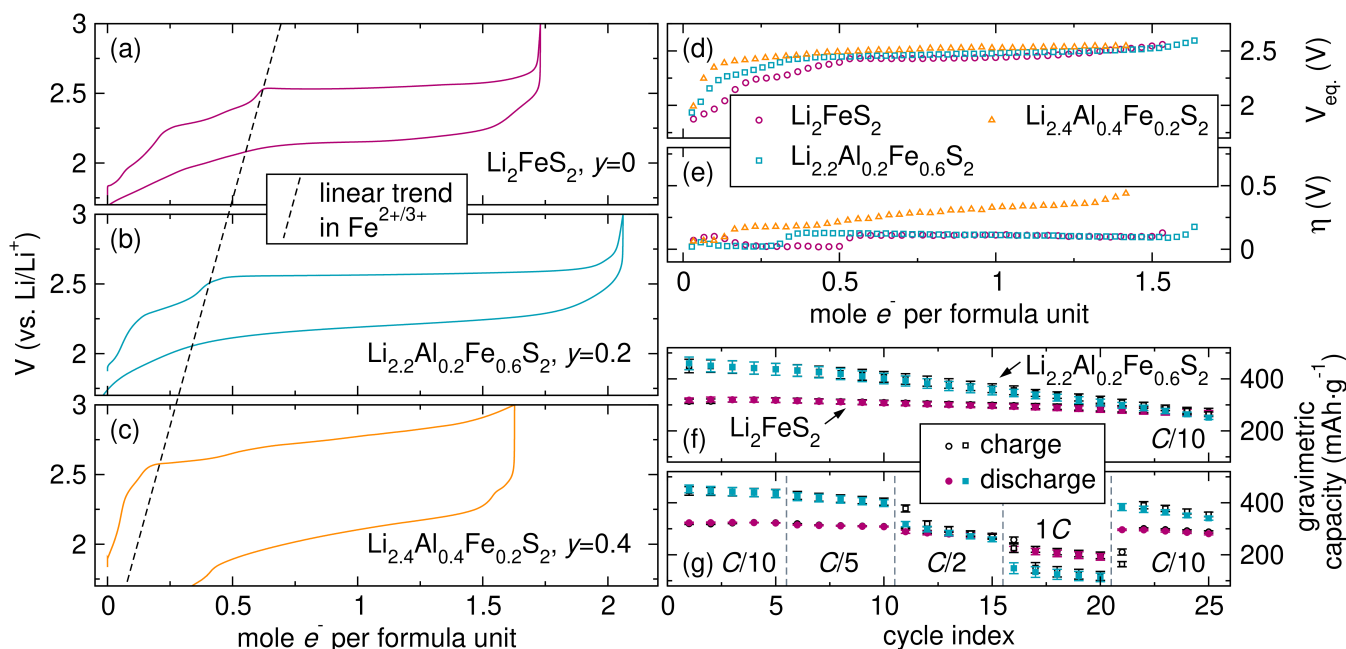 (a)
3
2.5
2
Li2FeS2, y=0
linear trend
in Fe2+/3+
(b)
3
2.5
2
Li2.2Al0.2Fe0.6S2, y=0.2
(c)
3
2.5
2
Li2.4Al0.4Fe0.2S2, y=0.4
V (vs. Li/Li+)
0 0.5 1 1.5 2
mole e- per formula unit
(d)
2.5
2
Veq. (V)
Li2FeS2
Li2.4Al0.4Fe0.2S2
Li2.2Al0.2Fe0.6S2
(e)
0.5
0
η (V)
0 0.5 1 1.5
mole e- per formula unit
Li2.2Al0.2Fe0.6S2
Li2FeS2
(f)
C/10
400
200
charge
discharge
(g)
C/10
C/5
C/2
1C
C/10
400
200
gravimetric
capacity (mAh·g-1)
0 5 10 15 20 25
cycle index